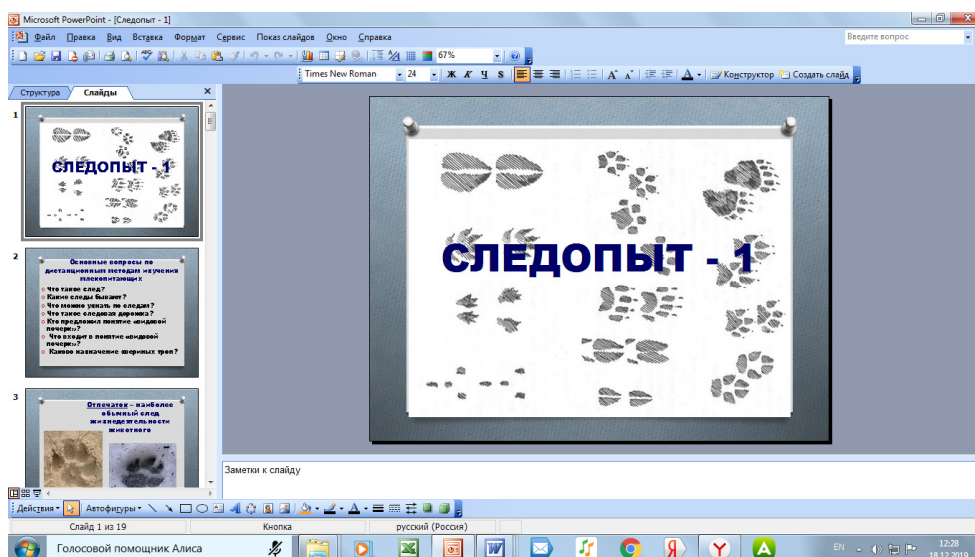 Microsoft PowerPoint - [Следопыт - 1]
Файл Правка Вид Вставка Формат Сервис Показ слайдов Окно Справка
Введите вопрос
67%
Times New Roman 24 Ж К Ч S Конструктор Создать слайд
Структура Слайды
1
СЛЕДОПЫТ - 1
2
Основные вопросы по
дистанционным методам изучения
млекопитающих
Что такое след?
Какие следы бывают?
Что можно узнать по следам?
Что такое следовая дорожка?
Кто предложил понятие «видовой
почерк»?
Что входит в понятие «видовой
почерк»?
Каково назначение звериных троп?
3
Отпечаток – наиболее
обычный след
жизнедеятельности
животного
СЛЕДОПЫТ - 1
Заметки к слайду
Действия Автофигуры
Слайд 1 из 19 Кнопка русский (Россия)
Голосовой помощник Алиса
EN 12:28